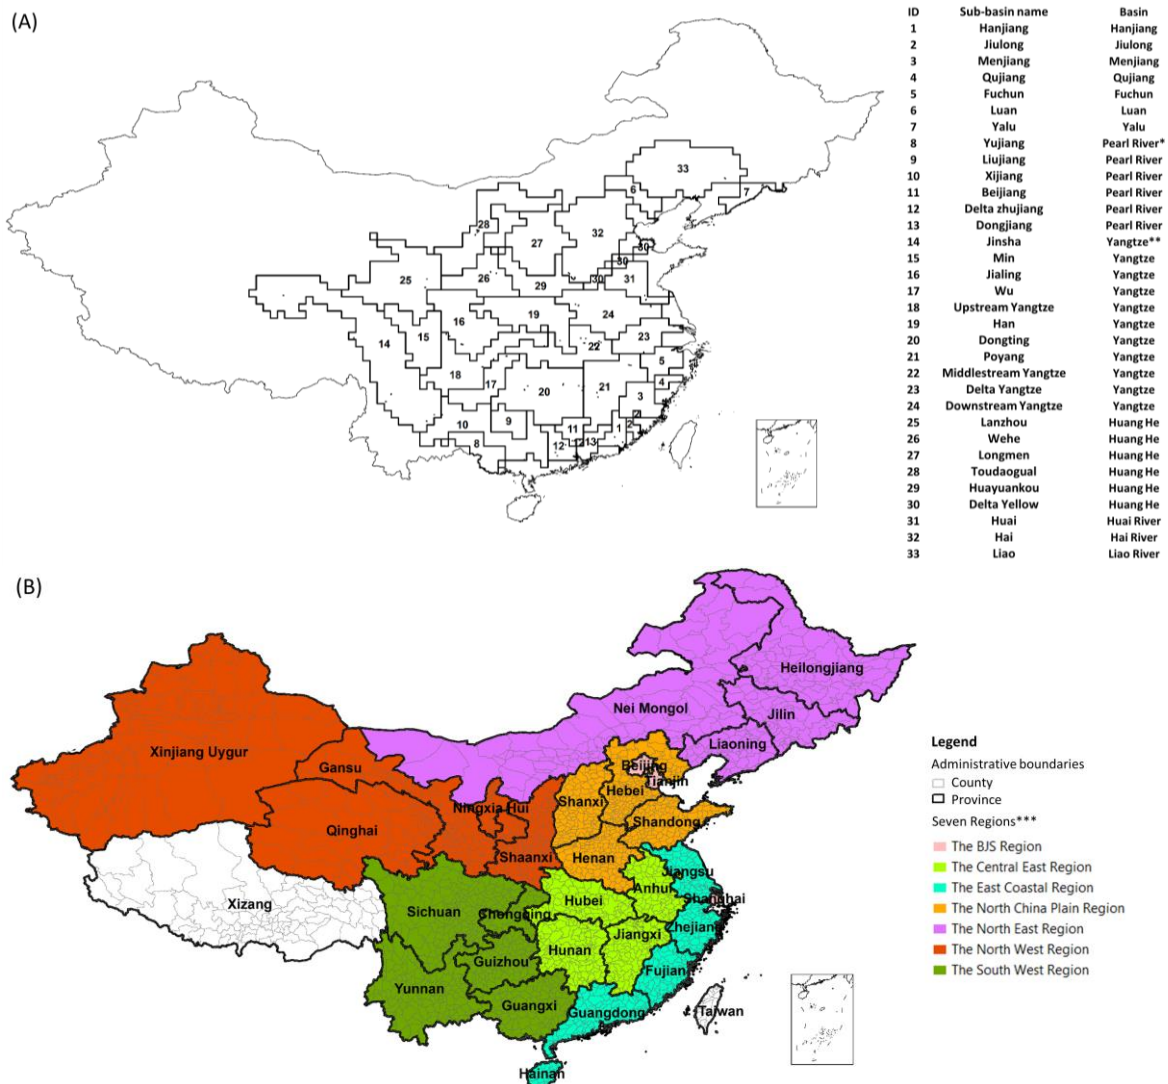 (A)
ID Sub-basin name Basin
1 Hanjiang Hanjiang
2 Jiulong Jiulong
3 Menjiang Menjiang
4 Qujiang Qujiang
5 Fuchun Fuchun
6 Luan Luan
7 Yalu Yalu
8 Yujiang Pearl River*
9 Liujiang Pearl River
10 Xijiang Pearl River
11 Beijiang Pearl River
12 Delta zhujiang Pearl River
13 Dongjiang Pearl River
14 Jinsha Yangtze**
15 Min Yangtze
16 Jialing Yangtze
17 Wu Yangtze
18 Upstream Yangtze Yangtze
19 Han Yangtze
20 Dongting Yangtze
21 Poyang Yangtze
22 Middlestream Yangtze Yangtze
23 Delta Yangtze Yangtze
24 Downstream Yangtze Yangtze
25 Lanzhou Huang He
26 Wehe Huang He
27 Longmen Huang He
28 Toudaogual Huang He
29 Huayuankou Huang He
30 Delta Yellow Huang He
31 Huai Huai River
32 Hai Hai River
33 Liao Liao River
33
6
7
28
32
27
30
30
25
26
30
31
29
19
24
16
14
15
23
22
5
18
17
4
20
21
3
2
10
9
11
1
2
8
12
12
13
(B)
Heilongjiang
Nei Mongol
Jilin
Liaoning
Xinjiang Uygur
Gansu
Beijing
Tianjin
Hebei
Shanxi
Ningxia Hui
Shandong
Qinghai
Shaanxi
Henan
Jiangsu
Anhui
Shanghai
Xizang
Sichuan
Chongqing
Hubei
Zhejiang
Jiangxi
Hunan
Guizhou
Fujian
Yunnan
Guangxi
Guangdong
Taiwan
Hainan
Legend
Administrative boundaries
County
Province
Seven Regions***
The BJS Region
The Central East Region
The East Coastal Region
The North China Plain Region
The North East Region
The North West Region
The South West Region